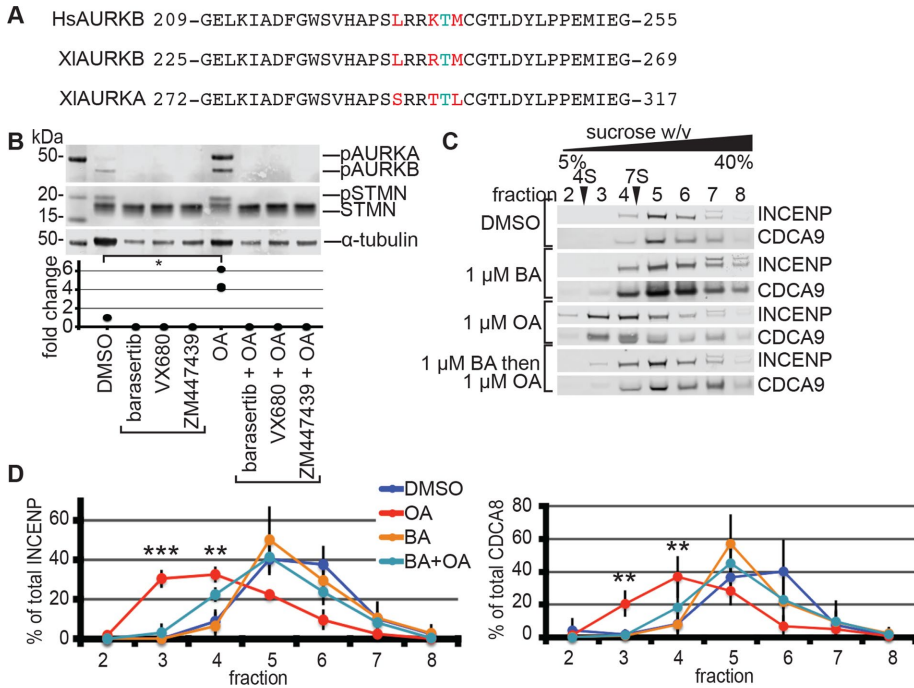 A
HsAURKB 209-GELKIADFGWSVHAPSLRRKTMCGTLDYLPPEMIEG-255
XlAURKB 225-GELKIADFGWSVHAPSLRRRTMCGTLDYLPPEMIEG-269
XlAURKA 272-GELKIADFGWSVHAPSSRRTTLCGTLDYLPPEMIEG-317
B
kDa
50-
pAURKA
pAURKB
20-
15-
pSTMN
STMN
50-
α-tubulin
fold change
6
4
2
0
*
DMSO
barasertib
VX680
ZM447439
OA
barasertib + OA
VX680 + OA
ZM447439 + OA
C
sucrose w/v
5% 40%
4S 7S
fraction 2 3 4 5 6 7 8
DMSO
INCENP
CDCA9
1 µM BA
INCENP
CDCA9
1 µM OA
INCENP
CDCA9
1 µM BA then
1 µM OA
INCENP
CDCA9
D
% of total INCENP
60
40
20
0
*** **
2 3 4 5 6 7 8
fraction
DMSO
OA
BA
BA+OA
% of total CDCA8
80
60
40
20
0
** **
2 3 4 5 6 7 8
fraction